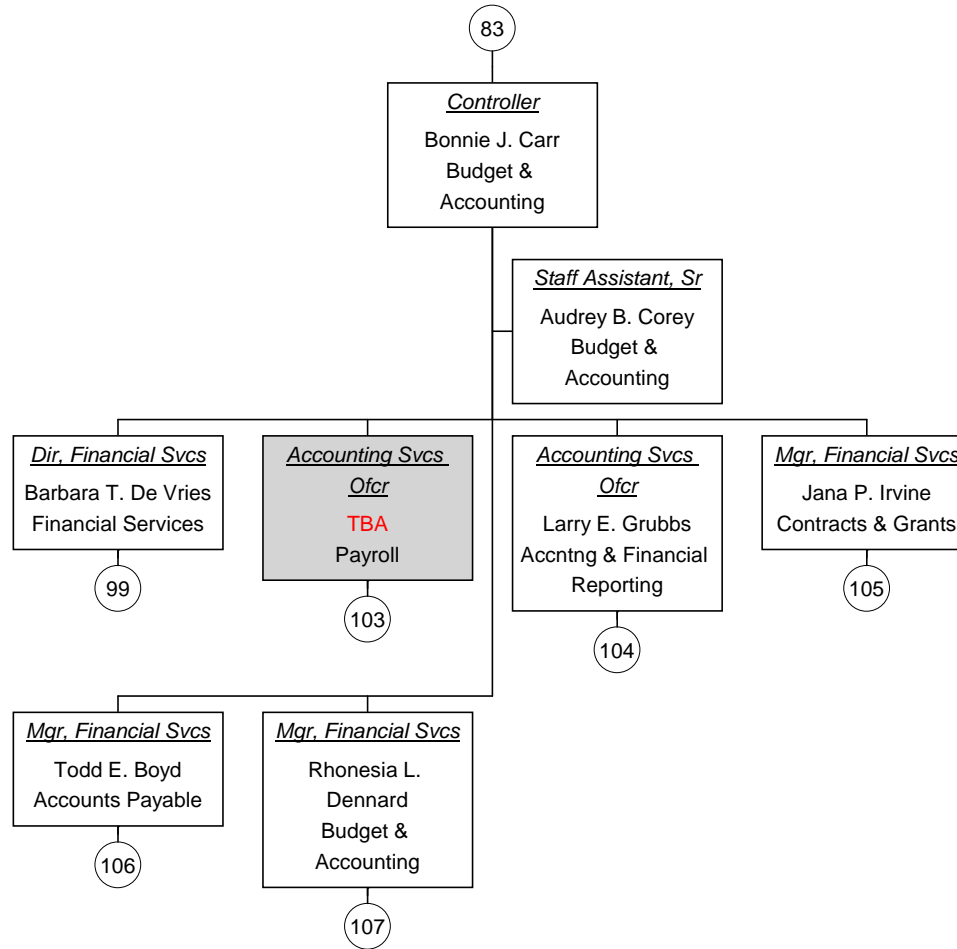 83
Controller
Bonnie J. Carr
Budget &
Accounting
Staff Assistant, Sr
Audrey B. Corey
Budget &
Accounting
Dir, Financial Svcs
Barbara T. De Vries
Financial Services
99
Accounting Svcs
Ofcr
TBA
Payroll
103
Accounting Svcs
Ofcr
Larry E. Grubbs
Accntng & Financial
Reporting
104
Mgr, Financial Svcs
Jana P. Irvine
Contracts & Grants
105
Mgr, Financial Svcs
Todd E. Boyd
Accounts Payable
106
Mgr, Financial Svcs
Rhonesia L.
Dennard
Budget &
Accounting
107